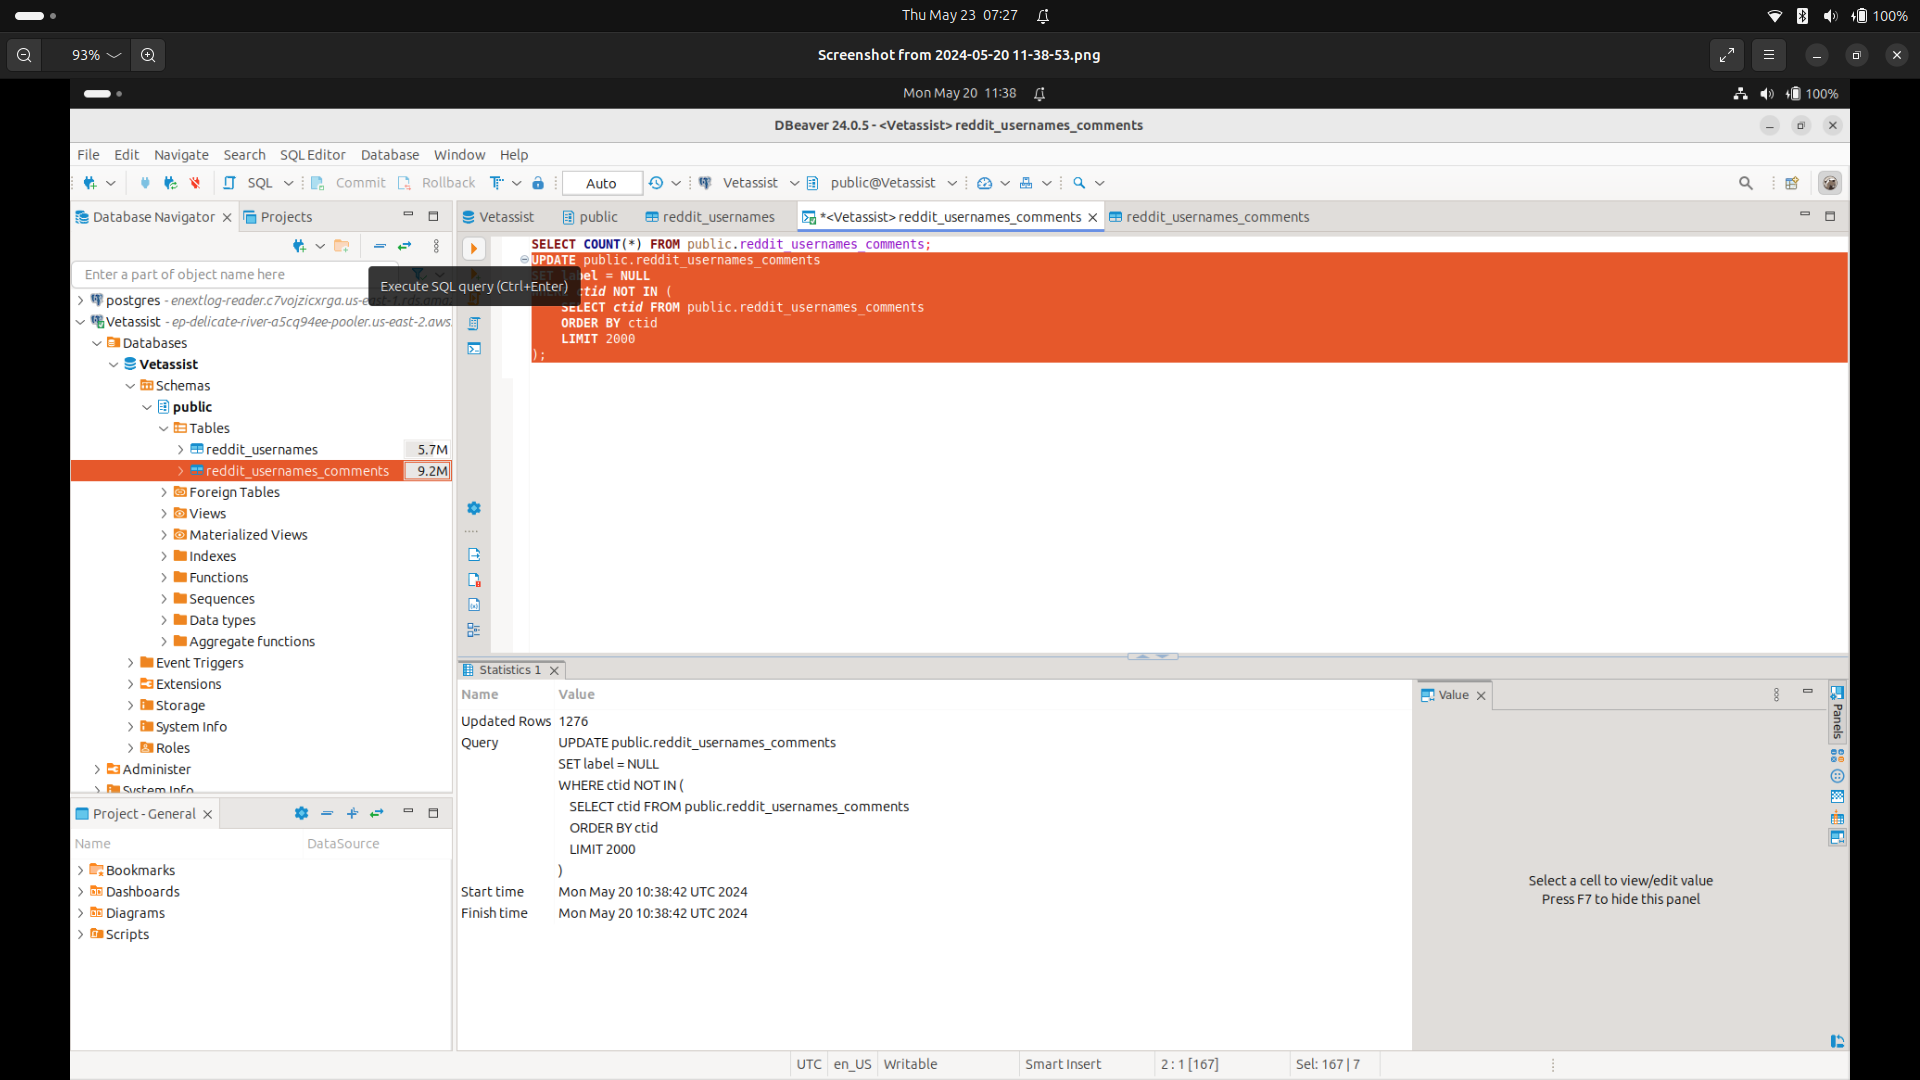 Thu May 23 07:27
100%
93%
Screenshot from 2024-05-20 11-38-53.png
Mon May 20 11:38
100%
DBeaver 24.0.5 - <Vetassist> reddit_usernames_comments
File Edit Navigate Search SQL Editor Database Window Help
SQL Commit Rollback Auto Vetassist public@Vetassist
Database Navigator Projects
Vetassist public reddit_usernames *<Vetassist> reddit_usernames_comments reddit_usernames_comments
Enter a part of object name here
Execute SQL query (Ctrl+Enter)
SELECT COUNT(*) FROM public.reddit_usernames_comments;
UPDATE public.reddit_usernames_comments
SET label = NULL
ctid NOT IN (
SELECT ctid FROM public.reddit_usernames_comments
ORDER BY ctid
LIMIT 2000
);
postgres - enextlog-reader.c7vojzicxrga.us-east-1.rds.ama
Vetassist - ep-delicate-river-a5cq94ee-pooler.us-east-2.aws.
Databases
Vetassist
Schemas
public
Tables
reddit_usernames 5.7M
reddit_usernames_comments 9.2M
Foreign Tables
Views
Materialized Views
Indexes
Functions
Sequences
Data types
Aggregate functions
Event Triggers
Extensions
Storage
System Info
Roles
Administer
System Info
Project - General
Name DataSource
Bookmarks
Dashboards
Diagrams
Scripts
Statistics 1
Name Value
Updated Rows 1276
Query UPDATE public.reddit_usernames_comments
SET label = NULL
WHERE ctid NOT IN (
SELECT ctid FROM public.reddit_usernames_comments
ORDER BY ctid
LIMIT 2000
)
Start time Mon May 20 10:38:42 UTC 2024
Finish time Mon May 20 10:38:42 UTC 2024
Value
Panels
Select a cell to view/edit value
Press F7 to hide this panel
UTC en_US Writable Smart Insert 2 : 1 [167] Sel: 167 | 7